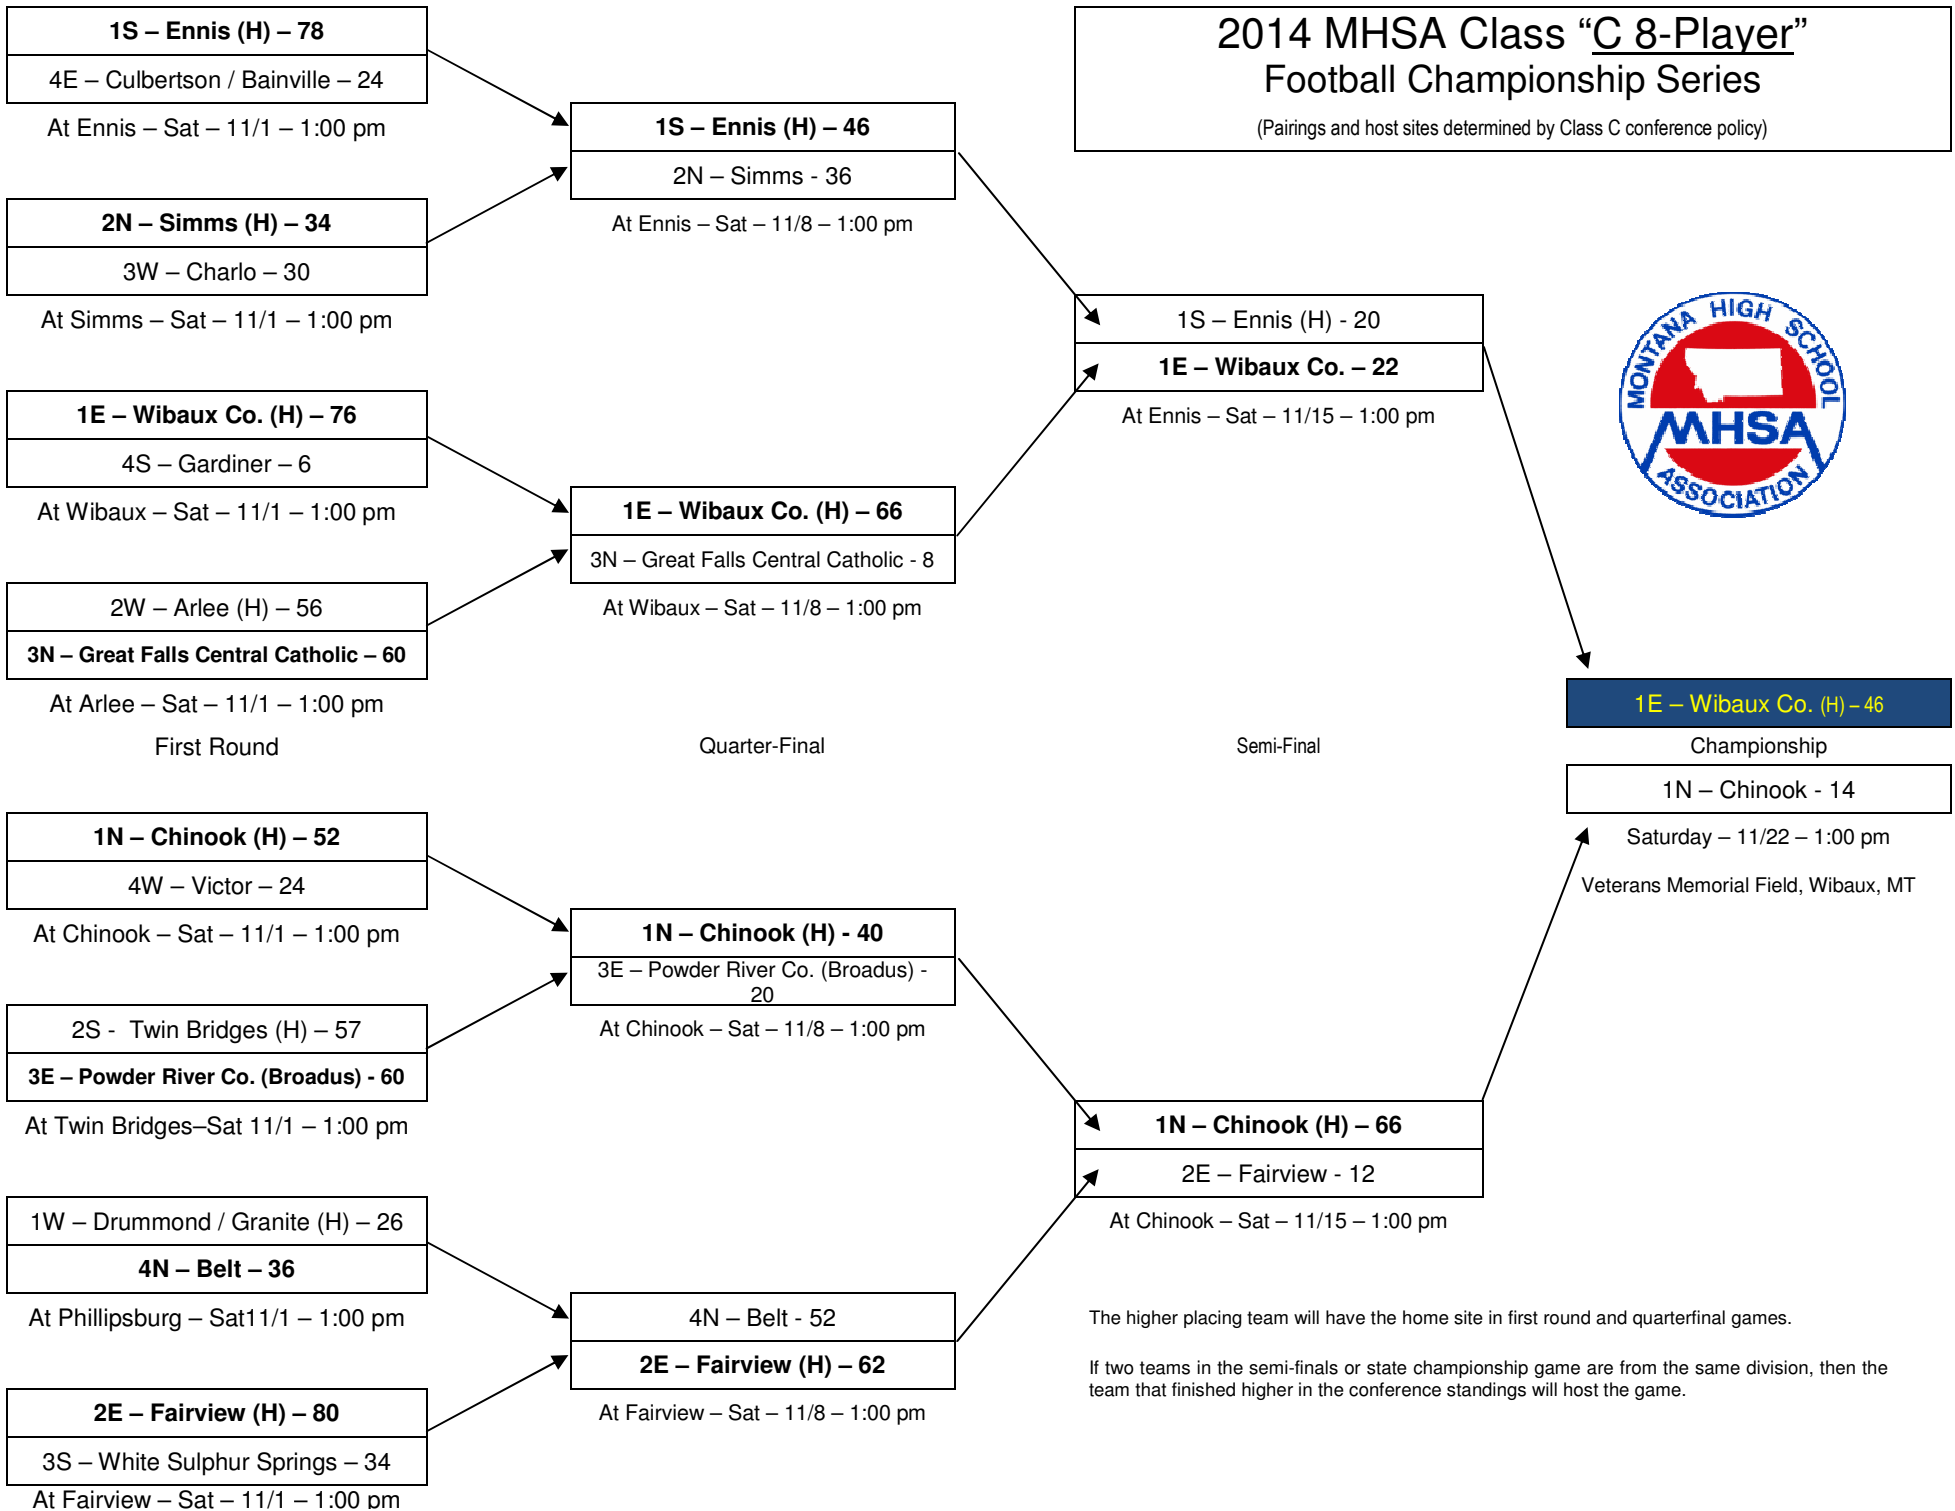 2014 MHSA Class “C 8-Player”
Football Championship Series
(Pairings and host sites determined by Class C conference policy)
1S – Ennis (H) – 78
4E – Culbertson / Bainville – 24
At Ennis – Sat – 11/1 – 1:00 pm
2N – Simms (H) – 34
3W – Charlo – 30
At Simms – Sat – 11/1 – 1:00 pm
1E – Wibaux Co. (H) – 76
4S – Gardiner – 6
At Wibaux – Sat – 11/1 – 1:00 pm
2W – Arlee (H) – 56
3N – Great Falls Central Catholic – 60
At Arlee – Sat – 11/1 – 1:00 pm
First Round
1N – Chinook (H) – 52
4W – Victor – 24
At Chinook – Sat – 11/1 – 1:00 pm
2S - Twin Bridges (H) – 57
3E – Powder River Co. (Broadus) - 60
At Twin Bridges–Sat 11/1 – 1:00 pm
1W – Drummond / Granite (H) – 26
4N – Belt – 36
At Phillipsburg – Sat11/1 – 1:00 pm
2E – Fairview (H) – 80
3S – White Sulphur Springs – 34
At Fairview – Sat – 11/1 – 1:00 pm
1S – Ennis (H) – 46
2N – Simms - 36
At Ennis – Sat – 11/8 – 1:00 pm
1E – Wibaux Co. (H) – 66
3N – Great Falls Central Catholic - 8
At Wibaux – Sat – 11/8 – 1:00 pm
Quarter-Final
1N – Chinook (H) - 40
3E – Powder River Co. (Broadus) -
20
At Chinook – Sat – 11/8 – 1:00 pm
4N – Belt - 52
2E – Fairview (H) – 62
At Fairview – Sat – 11/8 – 1:00 pm
1S – Ennis (H) - 20
1E – Wibaux Co. – 22
At Ennis – Sat – 11/15 – 1:00 pm
Semi-Final
1N – Chinook (H) – 66
2E – Fairview - 12
At Chinook – Sat – 11/15 – 1:00 pm
MONTANA HIGH SCHOOL
MHSA
ASSOCIATION
1E – Wibaux Co. (H) – 46
Championship
1N – Chinook - 14
Saturday – 11/22 – 1:00 pm
Veterans Memorial Field, Wibaux, MT
The higher placing team will have the home site in first round and quarterfinal games.
If two teams in the semi-finals or state championship game are from the same division, then the
team that finished higher in the conference standings will host the game.